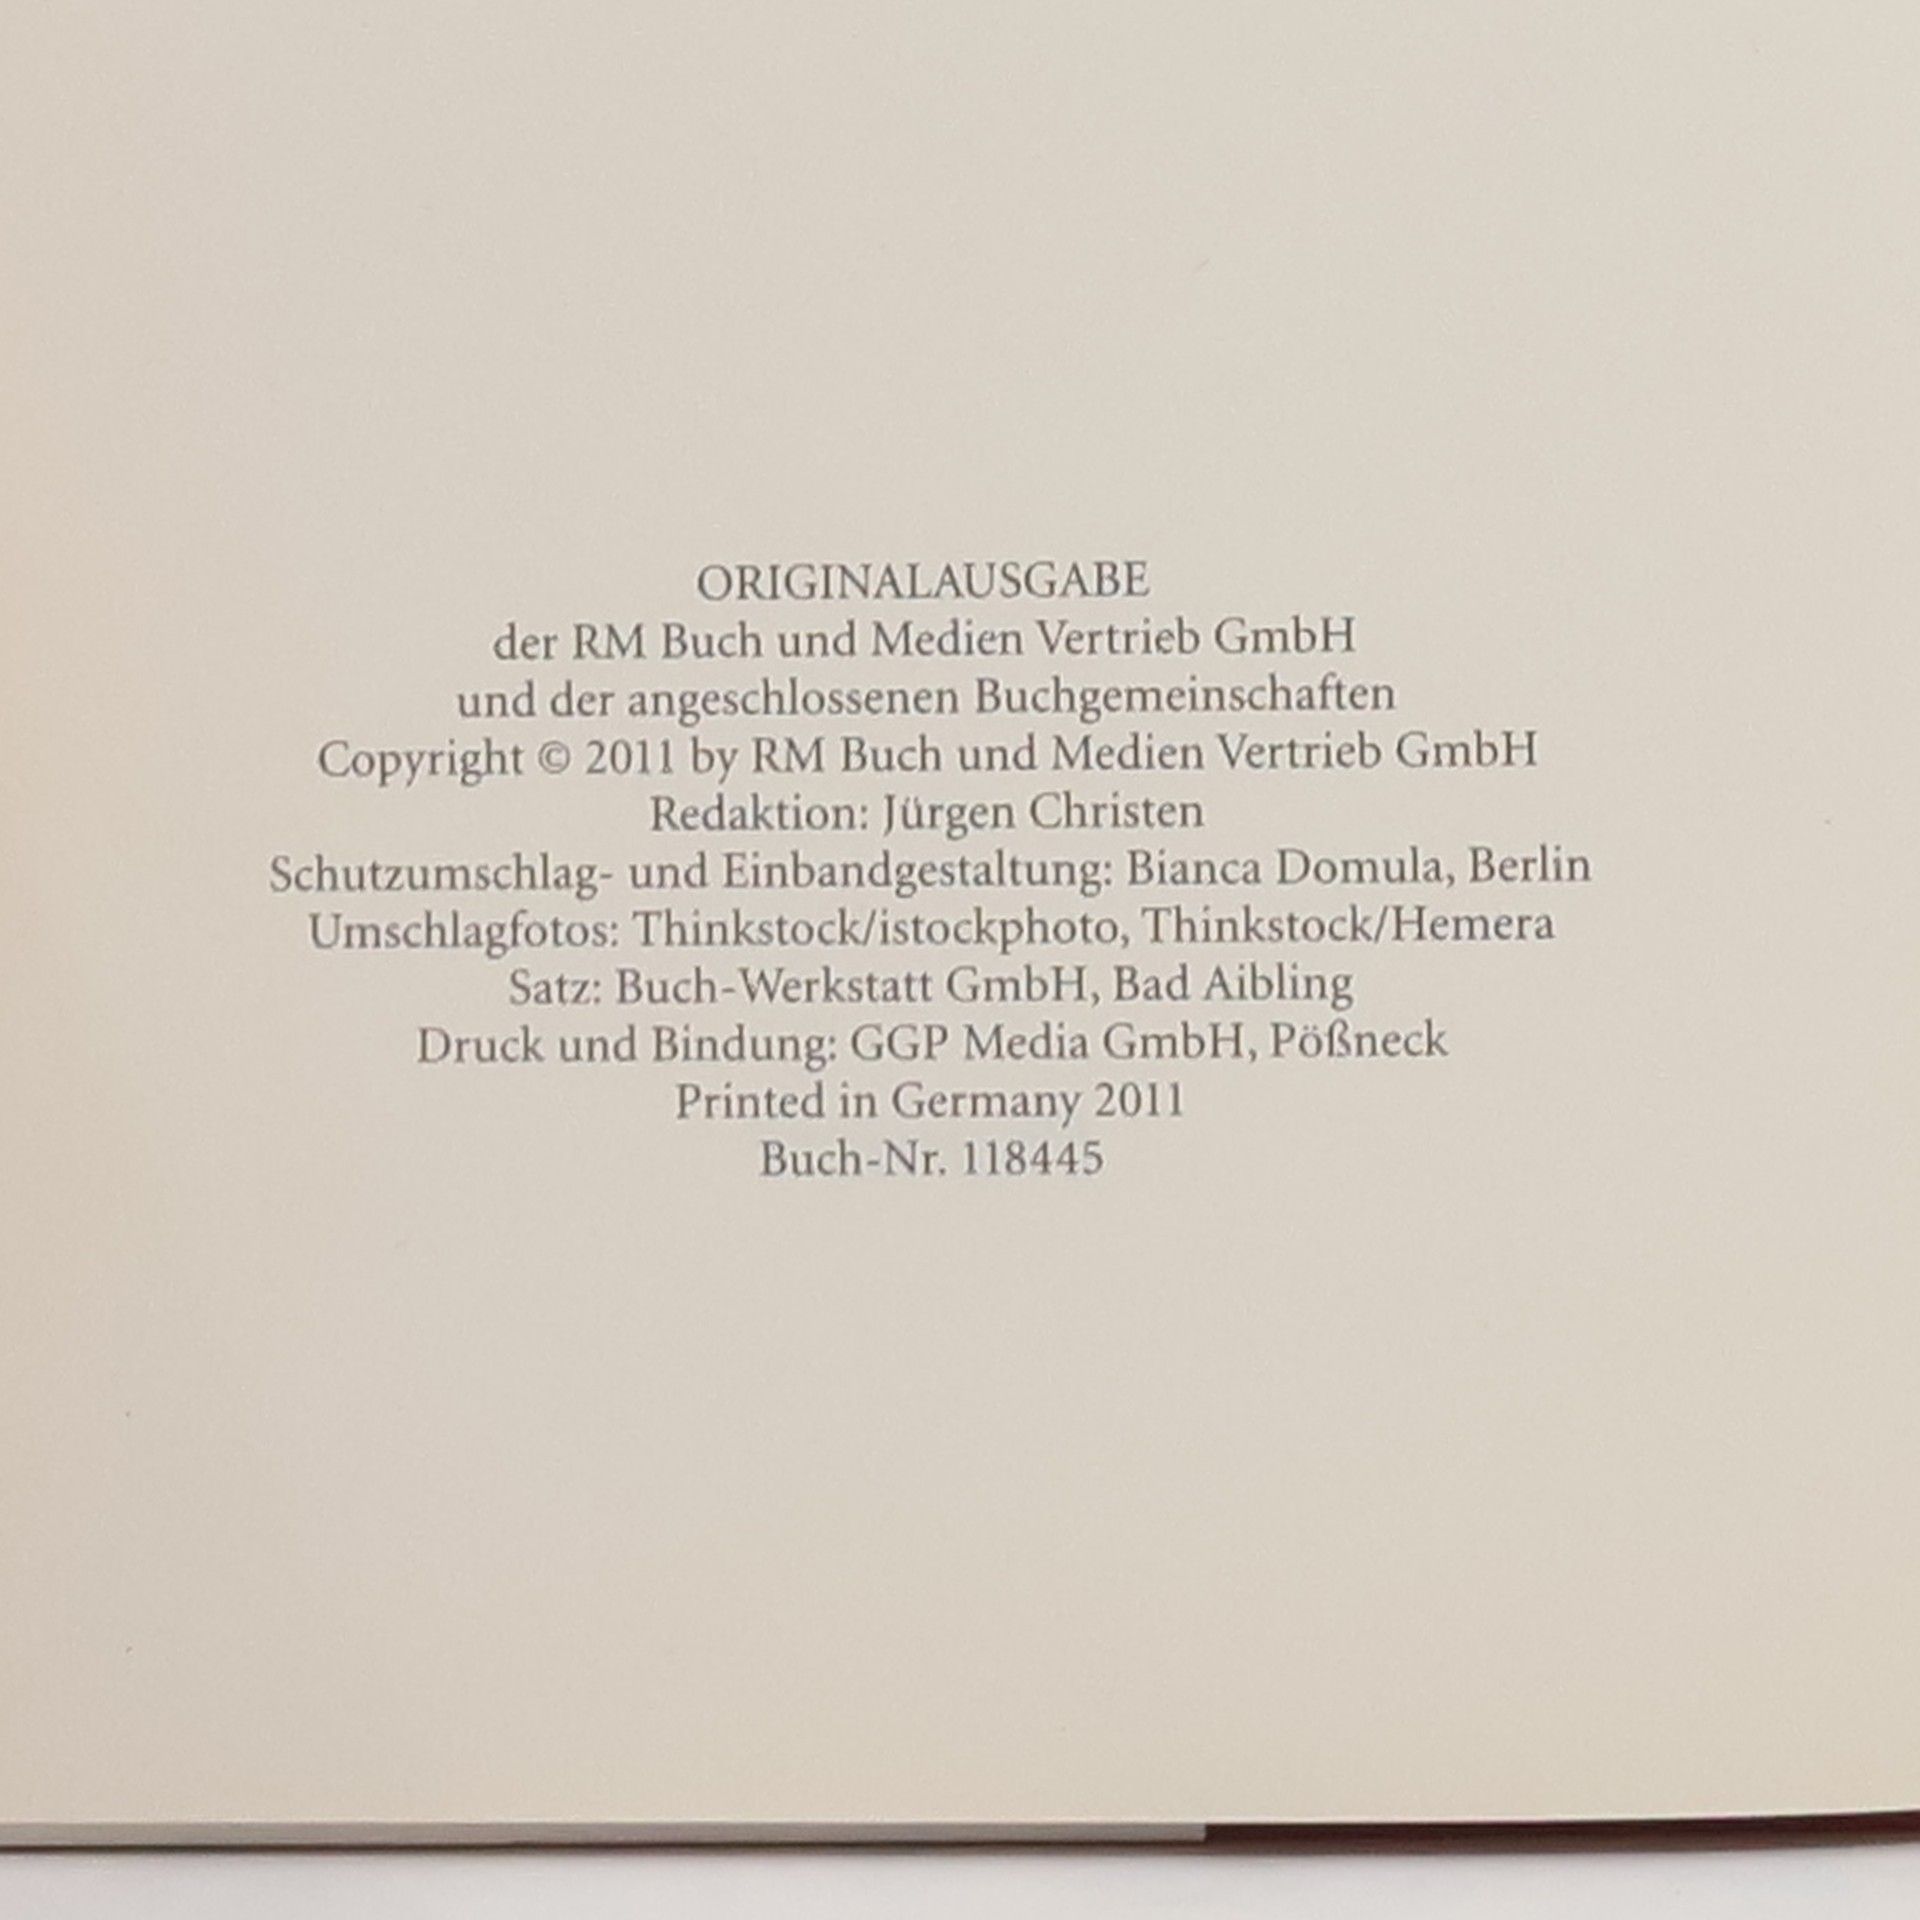 ORIGINALAUSGABE
der RM Buch und Medien Vertrieb GmbH
und der angeschlossenen Buchgemeinschaften
Copyright © 2011 by RM Buch und Medien Vertrieb GmbH
Redaktion: Jürgen Christen
Schutzumschlag- und Einbandgestaltung: Bianca Domula, Berlin
Umschlagfotos: Thinkstock/istockphoto, Thinkstock/Hemera
Satz: Buch-Werkstatt GmbH, Bad Aibling
Druck und Bindung: GGP Media GmbH, Pößneck
Printed in Germany 2011
Buch-Nr. 118445